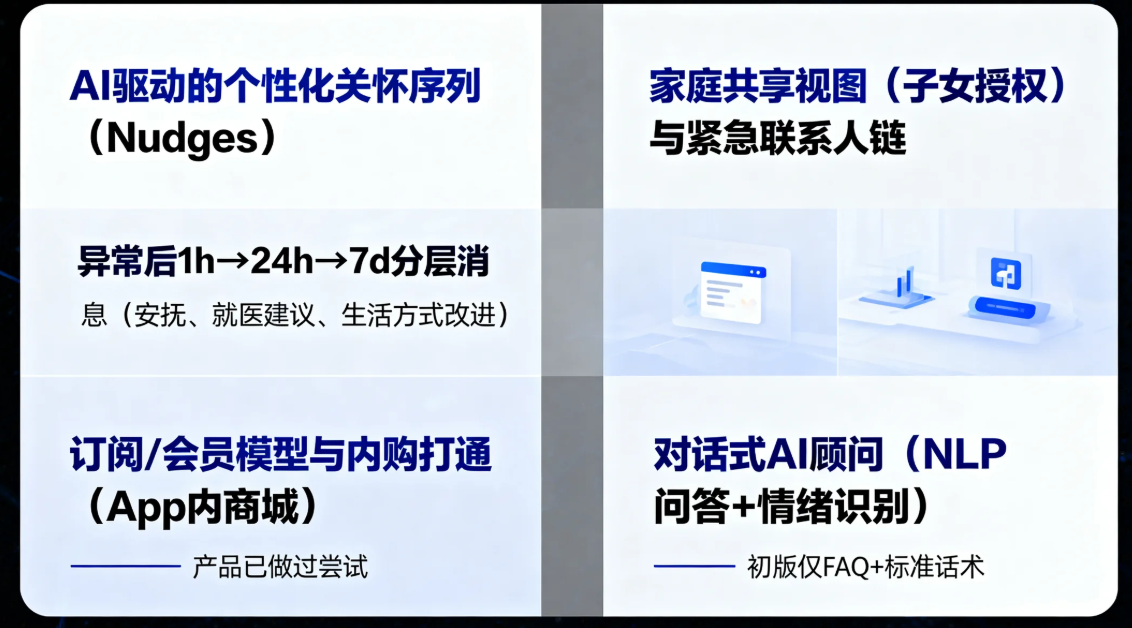 AI驱动的个性化关怀序列
（Nudges）
异常后1h→24h→7d分层消
息（安抚、就医建议、生活方式改进）
家庭共享视图（子女授权）
与紧急联系人链
订阅/会员模型与内购打通
（App内商城）
产品已做过尝试
对话式AI顾问（NLP
问答+情绪识别）
初版仅FAQ+标准话术